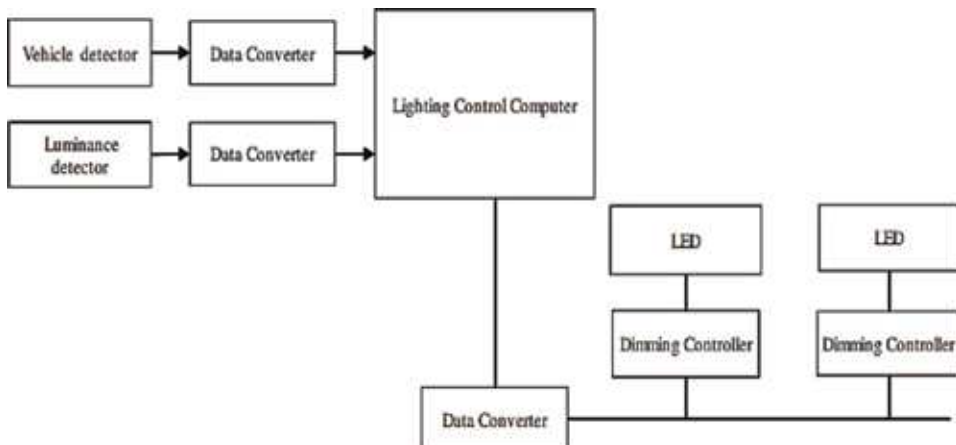 Vehicle detector
Data Converter
Lighting Control Computer
Luminance
detector
Data Converter
LED
LED
Dimming Controller
Dimming Controller
Data Converter